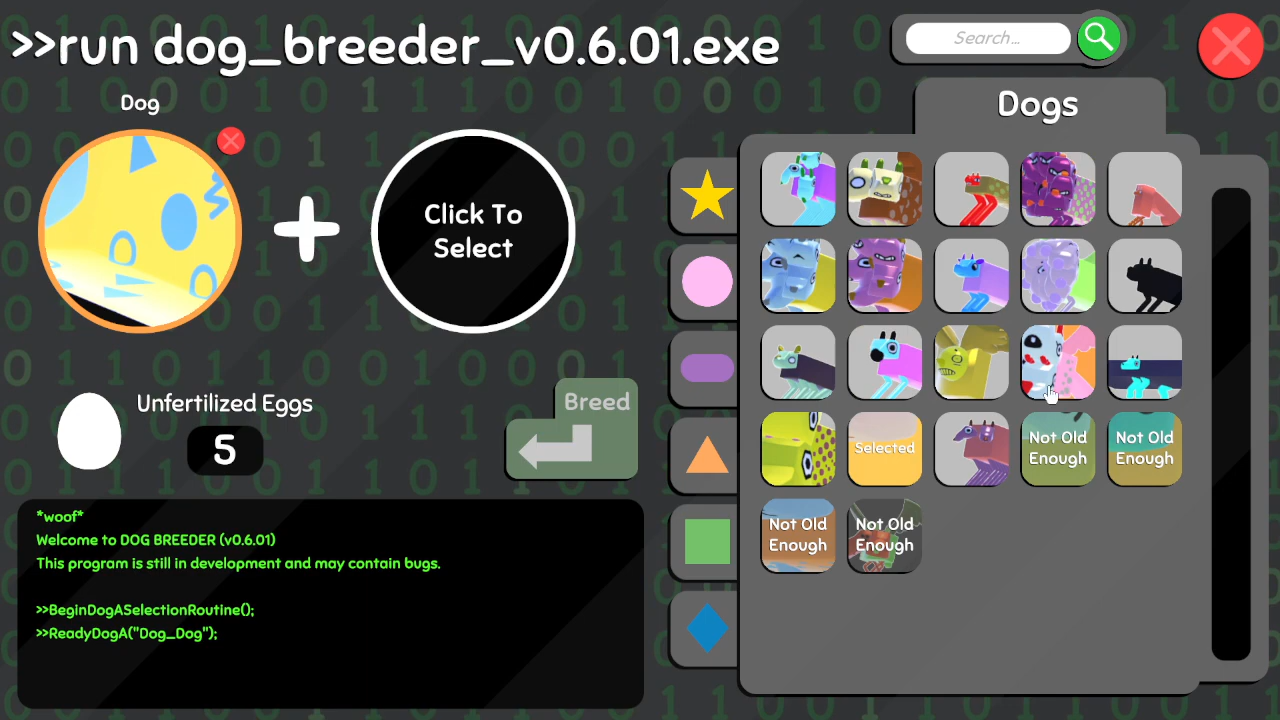 >>run dog_breeder_v0.6.01.exe
Search...
Dog
Dogs
Click To
Select
Unfertilized Eggs
5
Breed
Selected
Not Old
Enough
Not Old
Enough
Not Old
Enough
Not Old
Enough
*woof*
Welcome to DOG BREEDER (v0.6.01)
This program is still in development and may contain bugs.
>>BeginDogASelectionRoutine();
>>ReadyDogA("Dog_Dog");